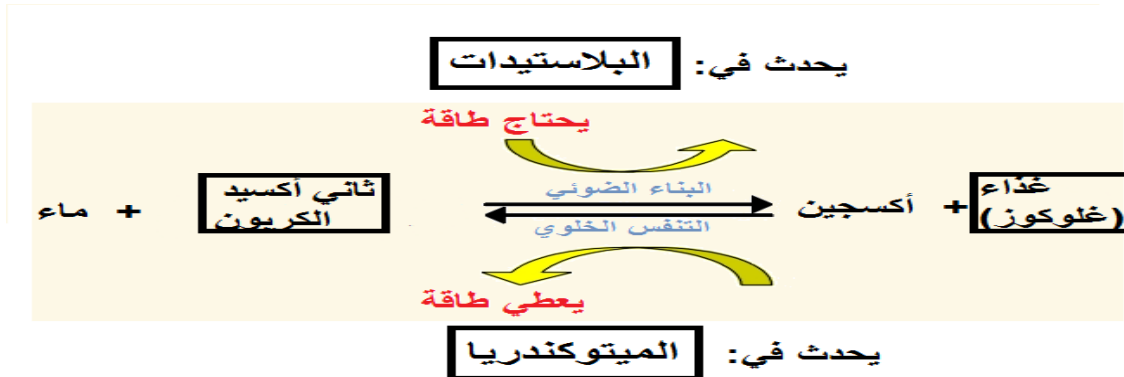 يحدث في: البلاستيدات
يحتاج طاقة
البناء الضوئي
غذاء
(غلوكوز) + أكسجين
ثاني أكسيد
الكربون + ماء
التنفس الخلوي
يعطي طاقة
يحدث في: الميتوكندريا